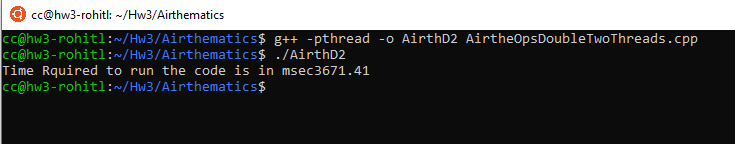 cc@hw3-rohitl: ~/Hw3/Airthematics
cc@hw3-rohitl:~/Hw3/Airthematics$ g++ -pthread -o AirthD2 AirtheOpsDoubleTwoThreads.cpp
cc@hw3-rohitl:~/Hw3/Airthematics$ ./AirthD2
Time Rquired to run the code is in msec3671.41
cc@hw3-rohitl:~/Hw3/Airthematics$